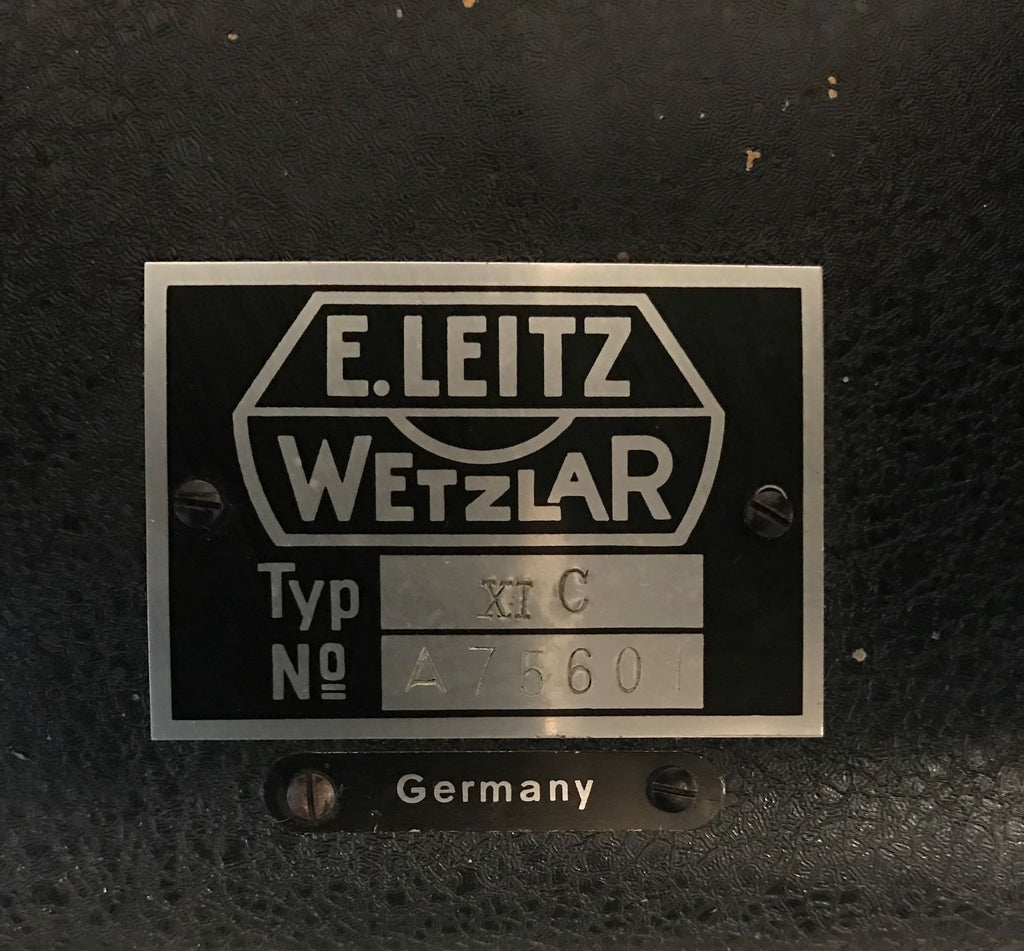 E. LEITZ
WETZLAR
Typ XI C
Nº A75601
Germany